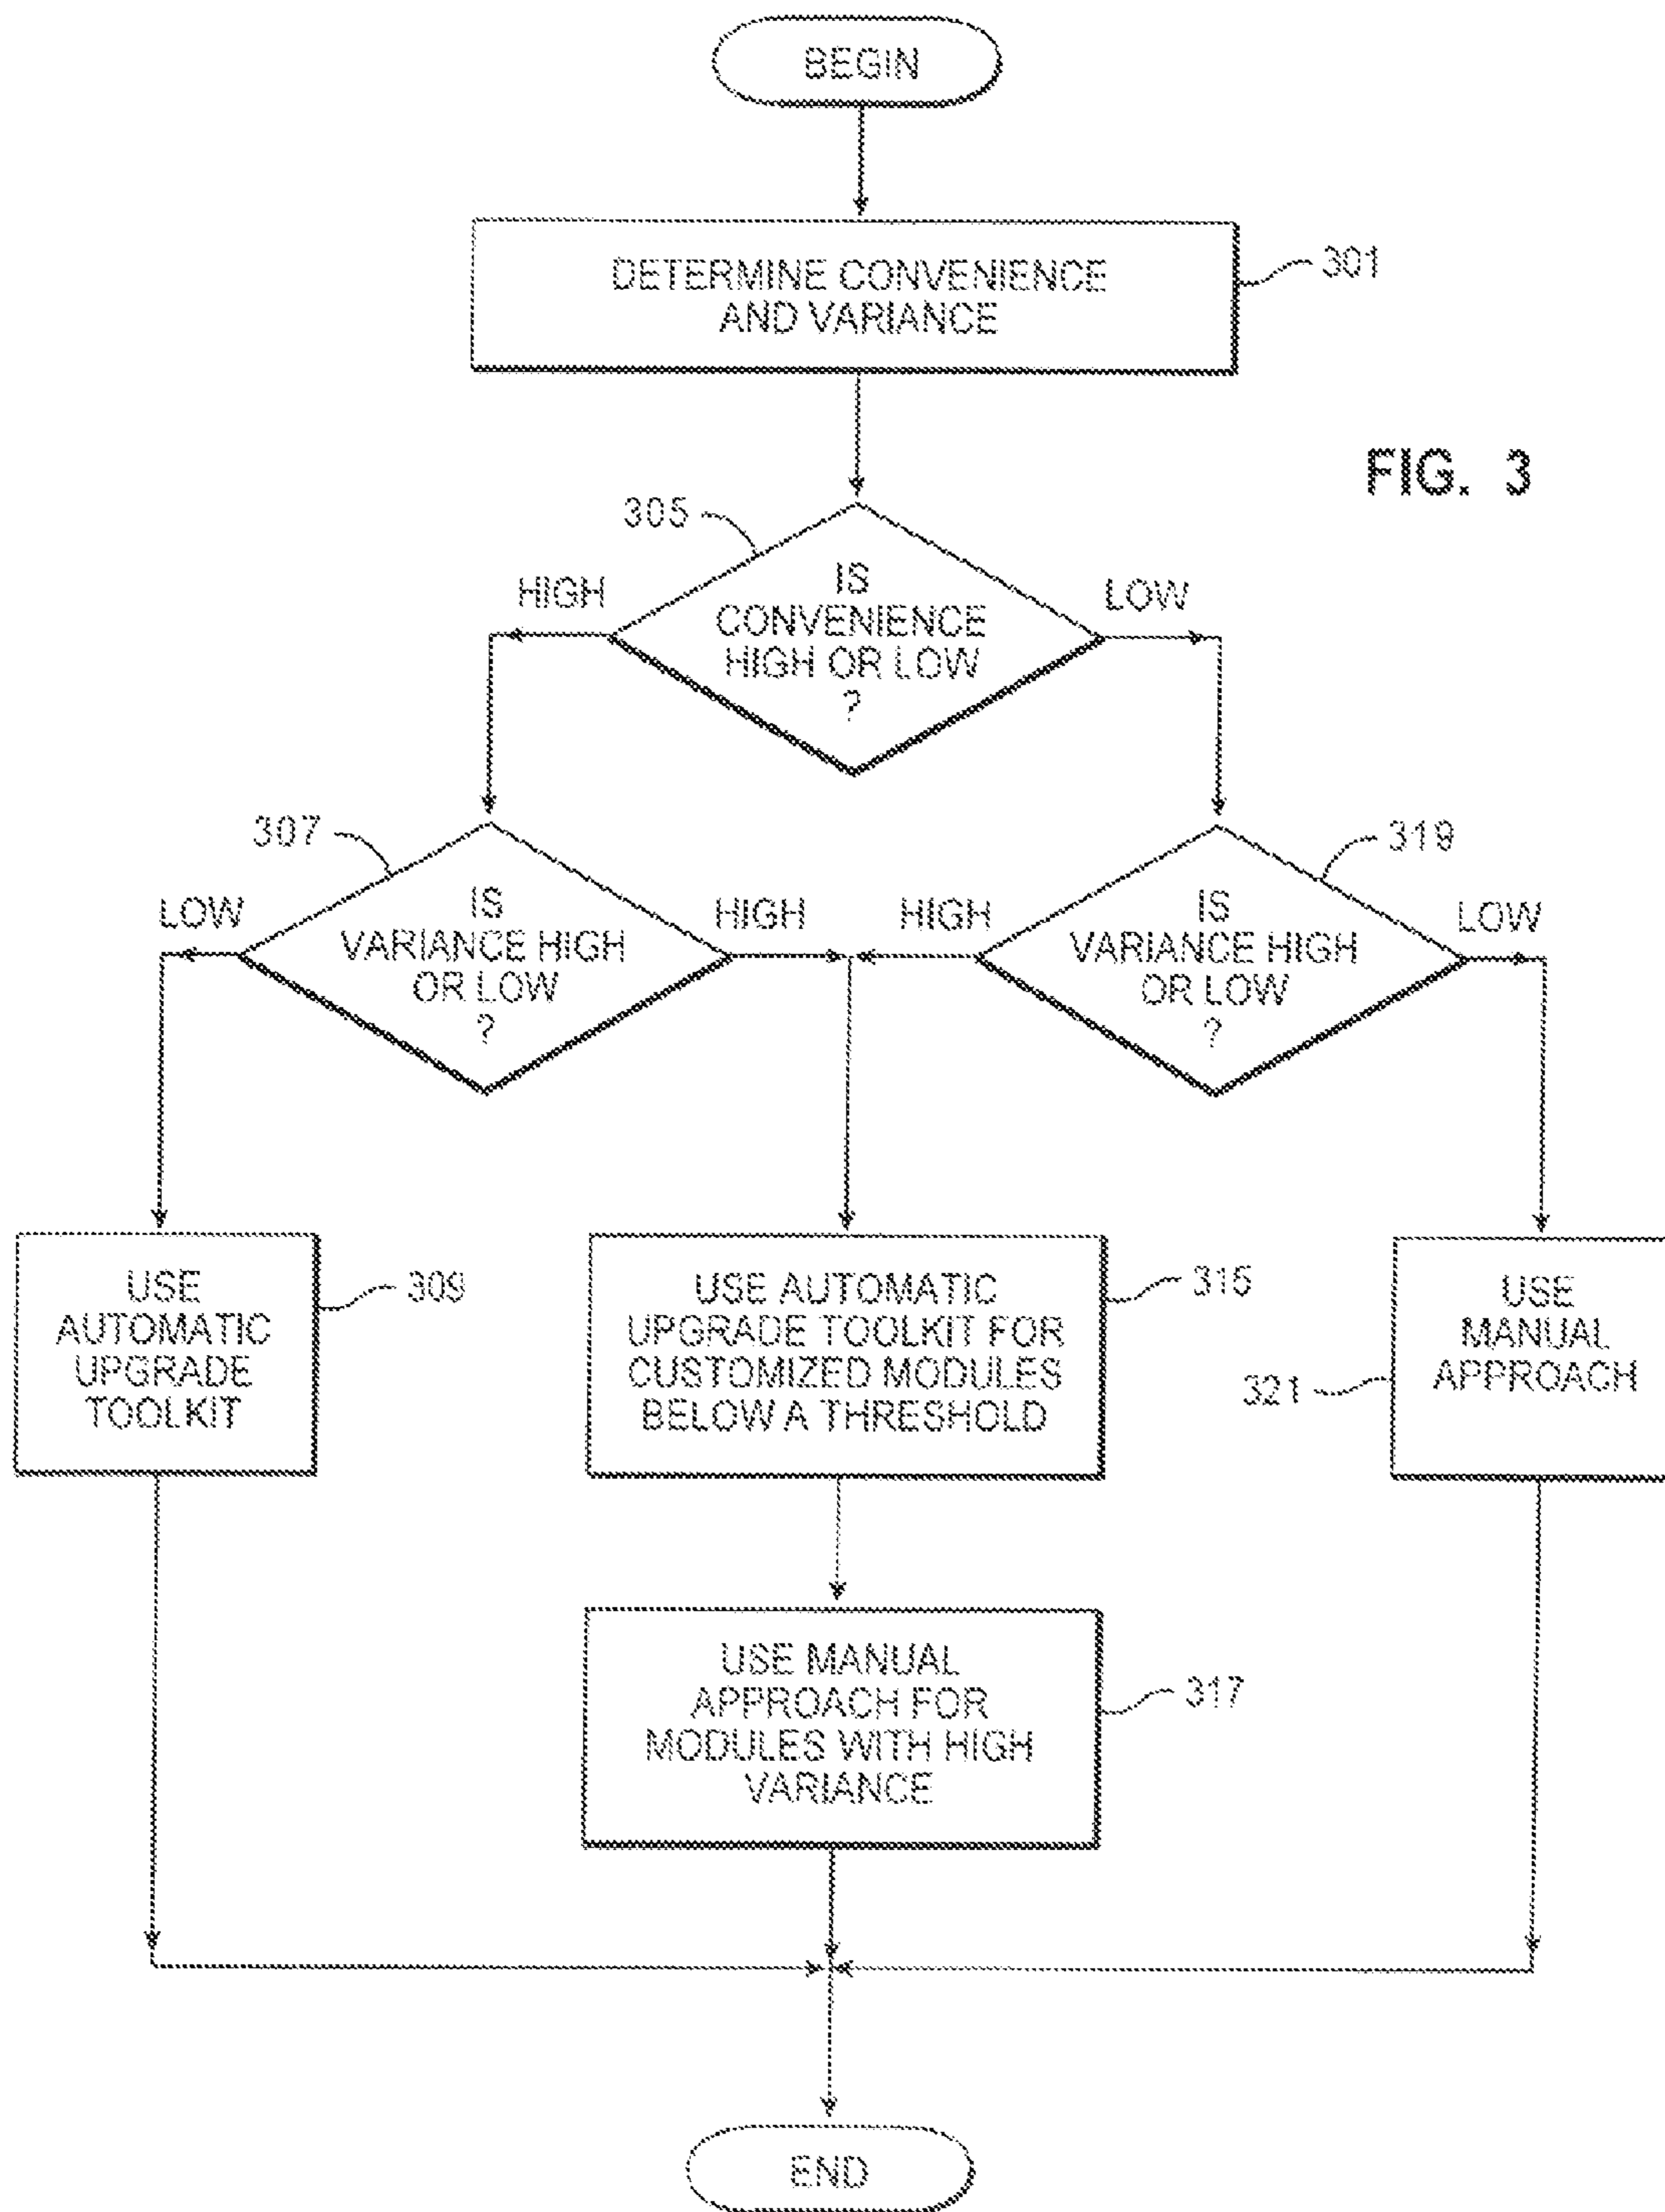 BEGIN
DETERMINE CONVENIENCE
AND VARIANCE
301
FIG. 3
305
HIGH
IS
CONVENIENCE
HIGH OR LOW
?
LOW
307
LOW
IS
VARIANCE HIGH
OR LOW
?
HIGH
319
HIGH
IS
VARIANCE HIGH
OR LOW
?
LOW
USE
AUTOMATIC
UPGRADE
TOOLKIT
309
USE AUTOMATIC
UPGRADE TOOLKIT FOR
CUSTOMIZED MODULES
BELOW A THRESHOLD
315
USE
MANUAL
APPROACH
321
USE MANUAL
APPROACH FOR
MODULES WITH HIGH
VARIANCE
317
END